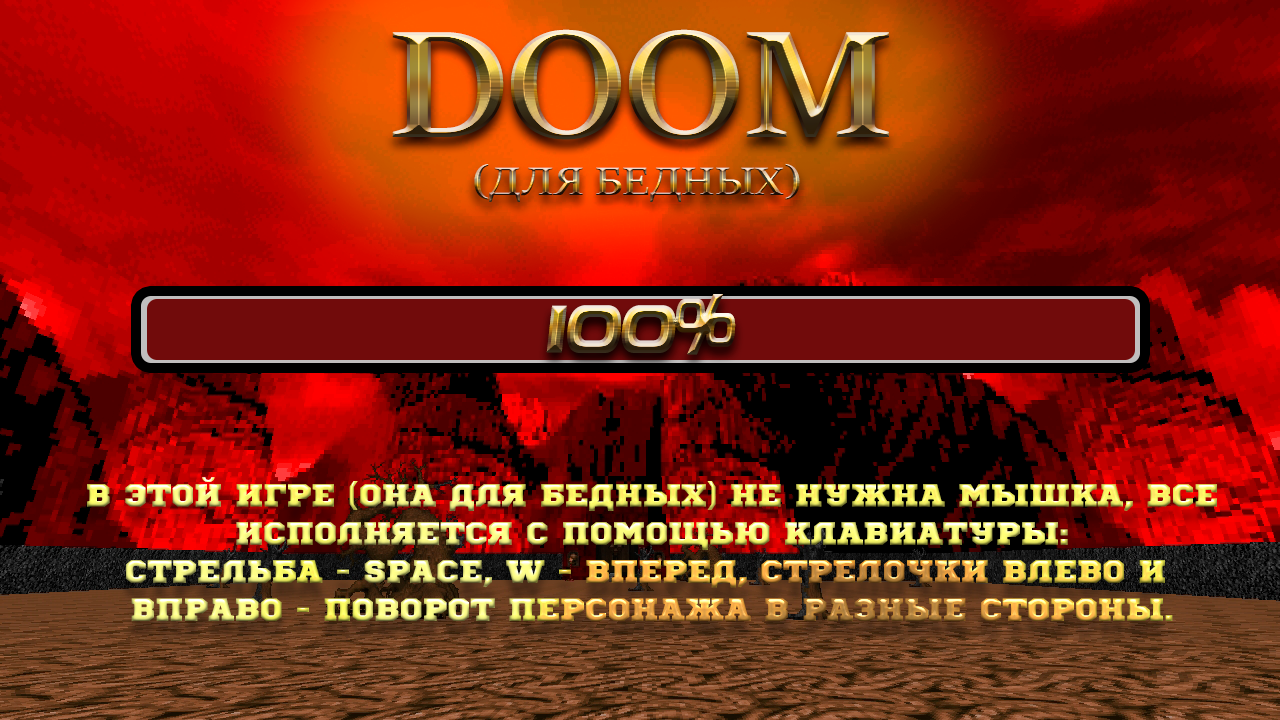 DOOM
(ДЛЯ БЕДНЫХ)
100%
В ЭТОЙ ИГРЕ (ОНА ДЛЯ БЕДНЫХ) НЕ НУЖНА МЫШКА, ВСЕ
ИСПОЛНЯЕТСЯ С ПОМОЩЬЮ КЛАВИАТУРЫ:
СТРЕЛЬБА - SPACE, W - ВПЕРЕД, СТРЕЛОЧКИ ВЛЕВО И
ВПРАВО - ПОВОРОТ ПЕРСОНАЖА В РАЗНЫЕ СТОРОНЫ.